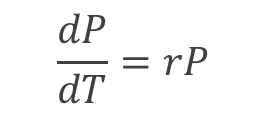 dP/dT = rP